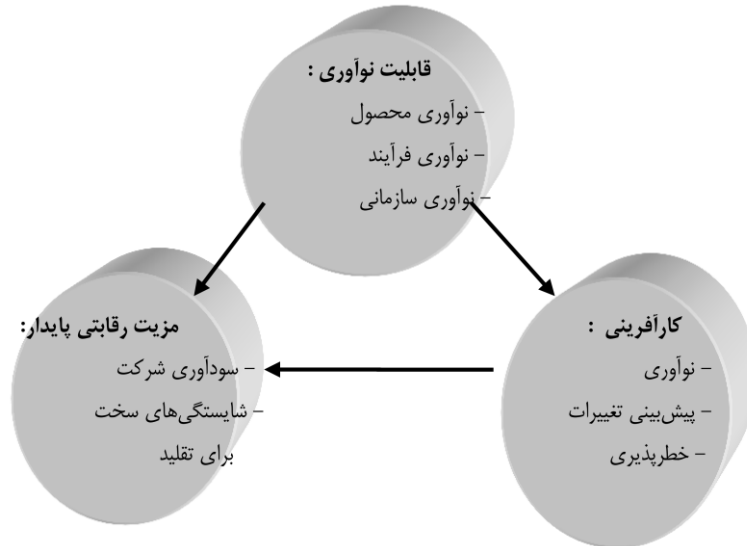 قابلیت نوآوری :
– نوآوری محصول
– نوآوری فرآیند
– نوآوری سازمانی
کارآفرینی :
– نوآوری
– پیش‌بینی تغییرات
– خطرپذیری
مزیت رقابتی پایدار:
– سودآوری شرکت
– شایستگی‌های سخت
برای تقلید